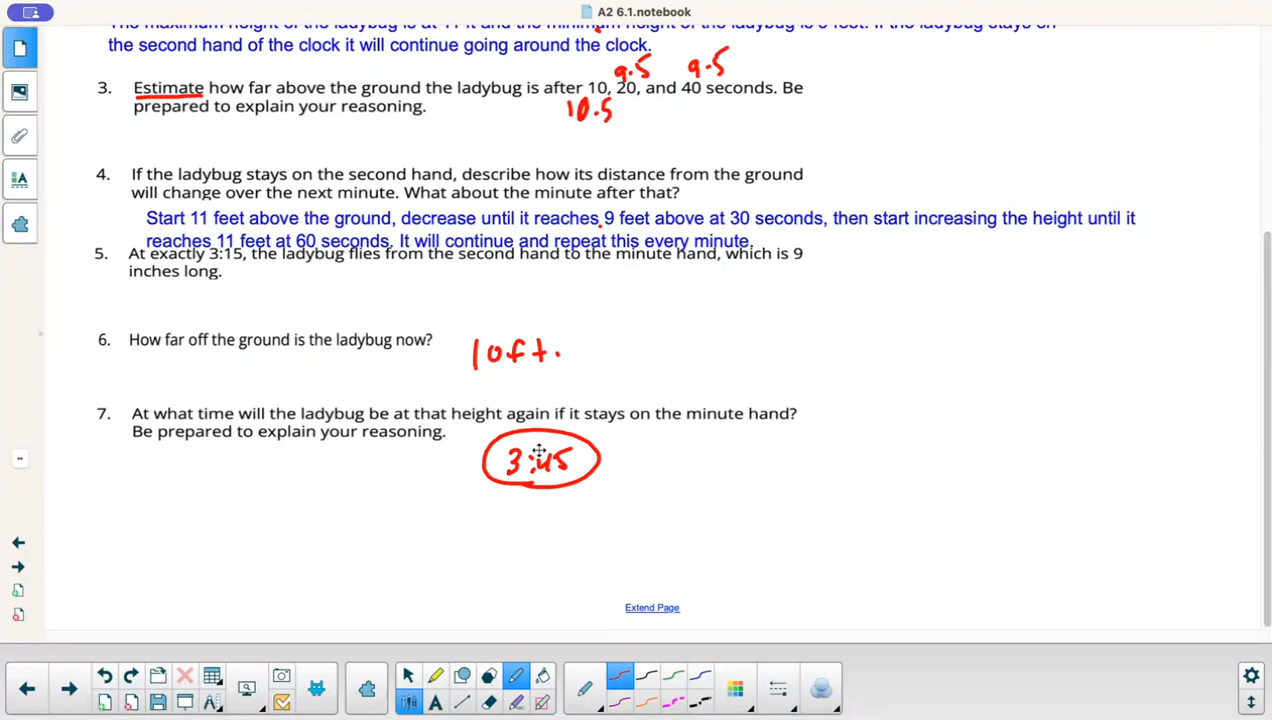 A2 6.1.notebook
the second hand of the clock it will continue going around the clock.
9.5 9.5
3. Estimate how far above the ground the ladybug is after 10, 20, and 40 seconds. Be
prepared to explain your reasoning.
10.5
4. If the ladybug stays on the second hand, describe how its distance from the ground
will change over the next minute. What about the minute after that?
Start 11 feet above the ground, decrease until it reaches 9 feet above at 30 seconds, then start increasing the height until it
reaches 11 feet at 60 seconds. It will continue and repeat this every minute.
5. At exactly 3:15, the ladybug flies from the second hand to the minute hand, which is 9
inches long.
6. How far off the ground is the ladybug now?
10ft.
7. At what time will the ladybug be at that height again if it stays on the minute hand?
Be prepared to explain your reasoning.
3:45
Extend Page